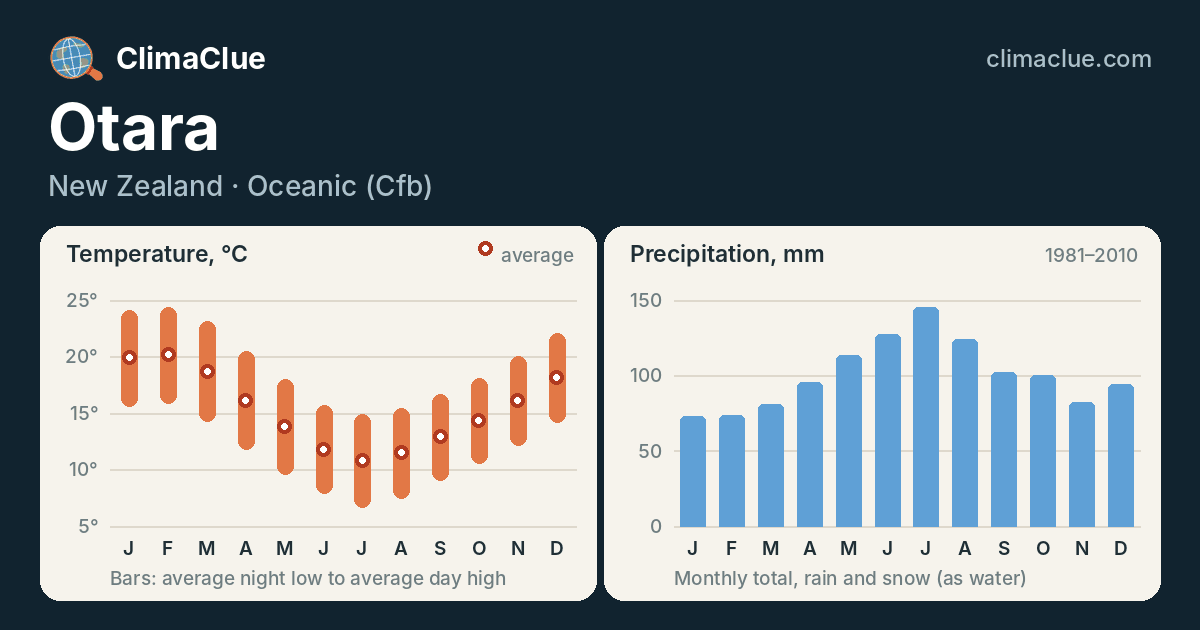 ClimaClue
climaclue.com
Otara
New Zealand · Oceanic (Cfb)
Temperature, °C
average
25°
20°
15°
10°
5°
J F M A M J J A S O N D
Bars: average night low to average day high
Precipitation, mm
1981–2010
150
100
50
0
J F M A M J J A S O N D
Monthly total, rain and snow (as water)